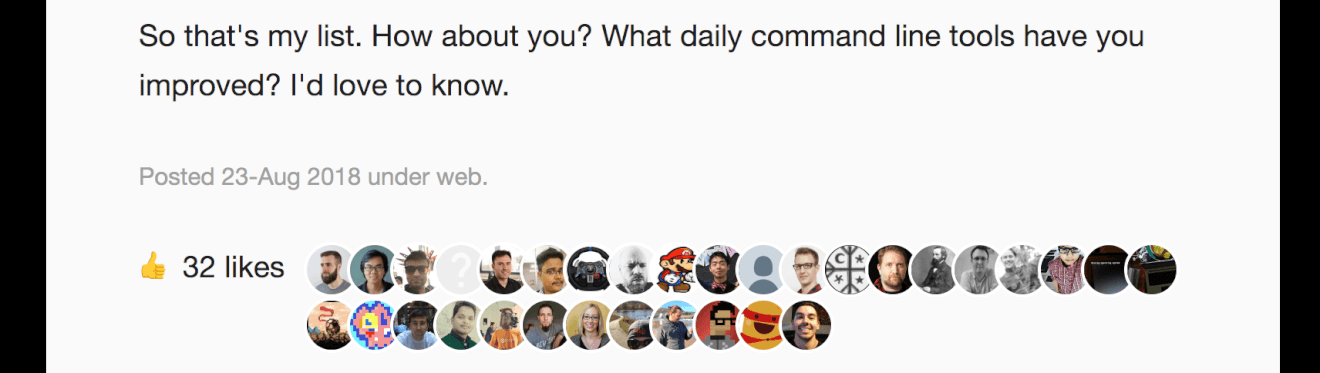 So that's my list. How about you? What daily command line tools have you
improved? I'd love to know.
Posted 23-Aug 2018 under web.
32 likes